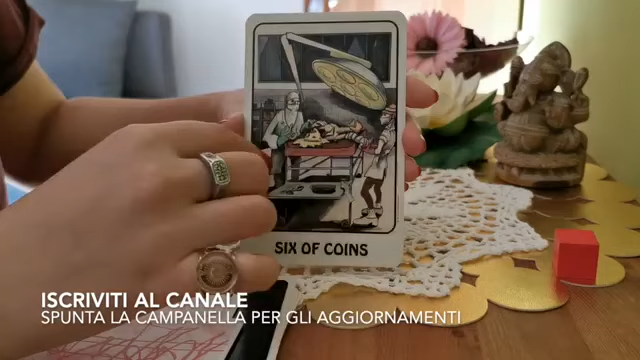 SIX OF COINS
ISCRIVITI AL CANALE
SPUNTA LA CAMPANELLA PER GLI AGGIORNAMENTI